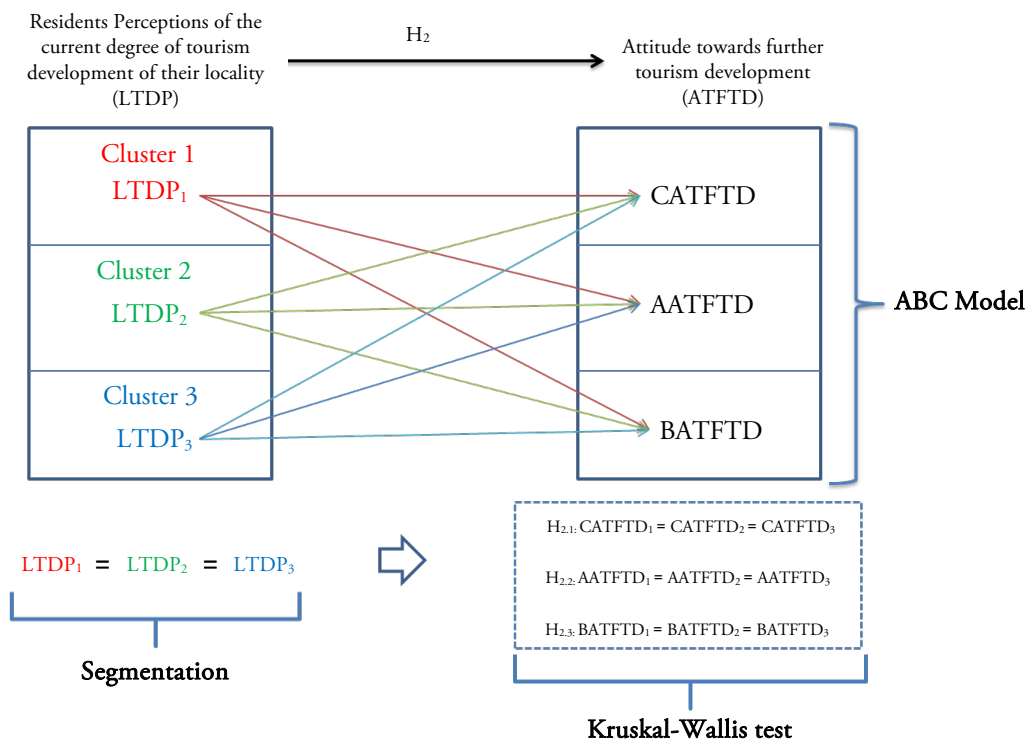 Residents Perceptions of the
current degree of tourism
development of their locality
(LTDP)
H₂
Attitude towards further
tourism development
(ATFTD)
Cluster 1
LTDP₁
CATFTD
Cluster 2
LTDP₂
AATFTD
ABC Model
Cluster 3
LTDP₃
BATFTD
LTDP₁ = LTDP₂ = LTDP₃
Segmentation
H₂.₁: CATFTD₁ = CATFTD₂ = CATFTD₃
H₂.₂: AATFTD₁ = AATFTD₂ = AATFTD₃
H₂.₃: BATFTD₁ = BATFTD₂ = BATFTD₃
Kruskal-Wallis test